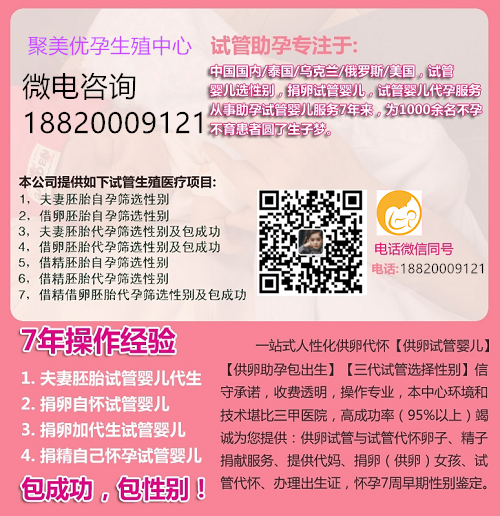 聚美优孕生殖中心
试管助孕专注于:
微电咨询
18820009121
中国国内/泰国/乌克兰/俄罗斯/美国，试管
婴儿选性别，捐卵试管婴儿，试管婴儿代孕服务
从事助孕试管婴儿服务7年来，为1000余名不孕
不育患者圆了生子梦。
本公司提供如下试管生殖医疗项目:
1，夫妻胚胎自孕筛选性别
2，借卵胚胎自孕筛选性别
3，夫妻胚胎代孕筛选性别及包成功
4，借卵胚胎代孕筛选性别及包成功
5，借精胚胎自孕筛选性别
6，借精胚胎代孕筛选性别
7，借精借卵胚胎代孕筛选性别及包成功
电话微信同号
电话:18820009121
7年操作经验
1. 夫妻胚胎试管婴儿代生
2. 捐卵自怀试管婴儿
3. 捐卵加代生试管婴儿
4. 捐精自己怀孕试管婴儿
包成功，包性别！
一站式人性化供卵代怀【供卵试管婴儿】
【供卵助孕包出生】【三代试管选择性别】信
守承诺，收费透明，操作专业，本中心环境和
技术堪比三甲医院，高成功率（95%以上）竭
诚为您提供：供卵试管与试管代怀卵子、精子
捐献服务、提供代妈、捐卵（供卵）女孩、试
管代怀、办理出生证，怀孕7周早期性别鉴定。